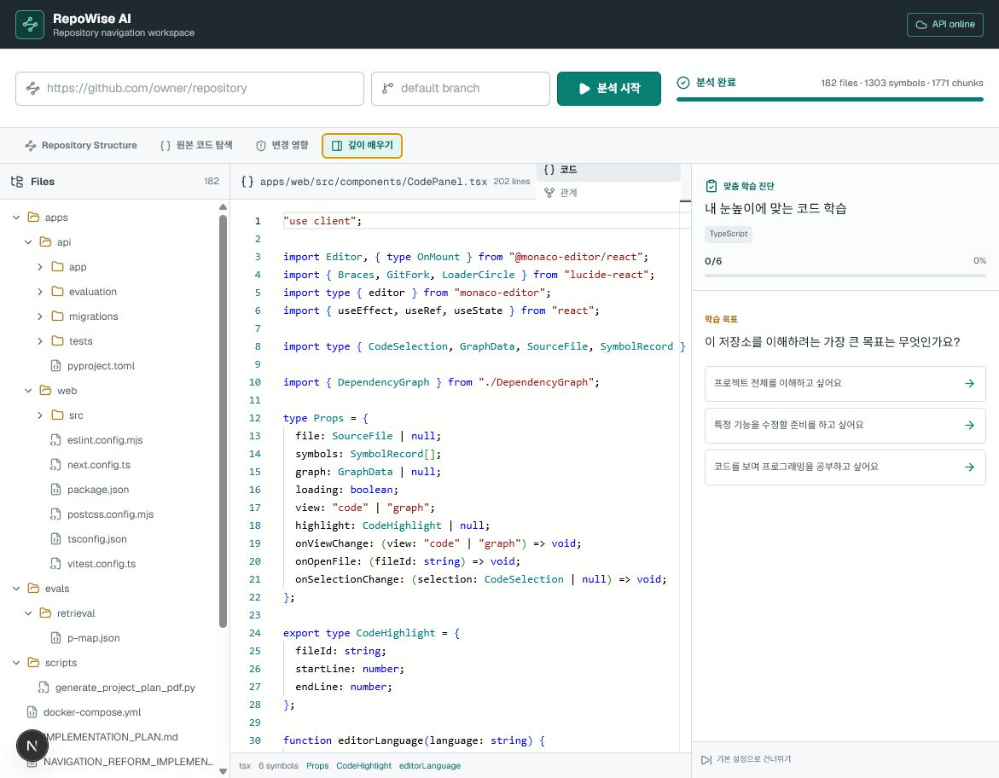 RepoWise AI
Repository navigation workspace
API online
https://github.com/owner/repository
default branch
분석 시작
분석 완료
182 files · 1303 symbols · 1771 chunks
Repository Structure
{ } 원본 코드 탐색
변경 영향
깊이 배우기
Files
182
apps
api
app
evaluation
migrations
tests
pyproject.toml
web
src
eslint.config.mjs
next.config.ts
package.json
postcss.config.mjs
tsconfig.json
vitest.config.ts
evals
retrieval
p-map.json
scripts
generate_project_plan_pdf.py
docker-compose.yml
IMPLEMENTATION_PLAN.md
NAVIGATION_REFORM_IMPLEMEN...
N
{ } apps/web/src/components/CodePanel.tsx 202 lines
{ } 코드
관계
1 "use client";
2
3 import Editor, { type OnMount } from "@monaco-editor/react";
4 import { Braces, GitFork, LoaderCircle } from "lucide-react";
5 import type { editor } from "monaco-editor";
6 import { useEffect, useRef, useState } from "react";
7
8 import type { CodeSelection, GraphData, SourceFile, SymbolRecord }
9
10 import { DependencyGraph } from "./DependencyGraph";
11
12 type Props = {
13 file: SourceFile | null;
14 symbols: SymbolRecord[];
15 graph: GraphData | null;
16 loading: boolean;
17 view: "code" | "graph";
18 highlight: CodeHighlight | null;
19 onViewChange: (view: "code" | "graph") => void;
20 onOpenFile: (fileId: string) => void;
21 onSelectionChange: (selection: CodeSelection | null) => void;
22 };
23
24 export type CodeHighlight = {
25 fileId: string;
26 startLine: number;
27 endLine: number;
28 };
29
30 function editorLanguage(language: string) {
tsx 6 symbols Props CodeHighlight editorLanguage
맞춤 학습 진단
내 눈높이에 맞는 코드 학습
TypeScript
0/6
0%
학습 목표
이 저장소를 이해하려는 가장 큰 목표는 무엇인가요?
프로젝트 전체를 이해하고 싶어요
특정 기능을 수정할 준비를 하고 싶어요
코드를 보며 프로그래밍을 공부하고 싶어요
기본 설정으로 건너뛰기